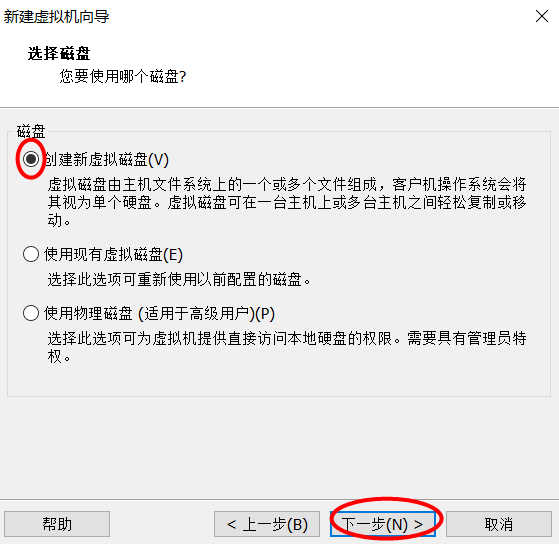 新建虚拟机向导
选择磁盘
您要使用哪个磁盘?
磁盘
创建新虚拟磁盘(V)
虚拟磁盘由主机文件系统上的一个或多个文件组成，客户机操作系统会将
其视为单个硬盘。虚拟磁盘可在一台主机上或多台主机之间轻松复制或移
动。
使用现有虚拟磁盘(E)
选择此选项可重新使用以前配置的磁盘。
使用物理磁盘 (适用于高级用户)(P)
选择此选项可为虚拟机提供直接访问本地硬盘的权限。需要具有管理员特
权。
帮助
< 上一步(B)
下一步(N) >
取消